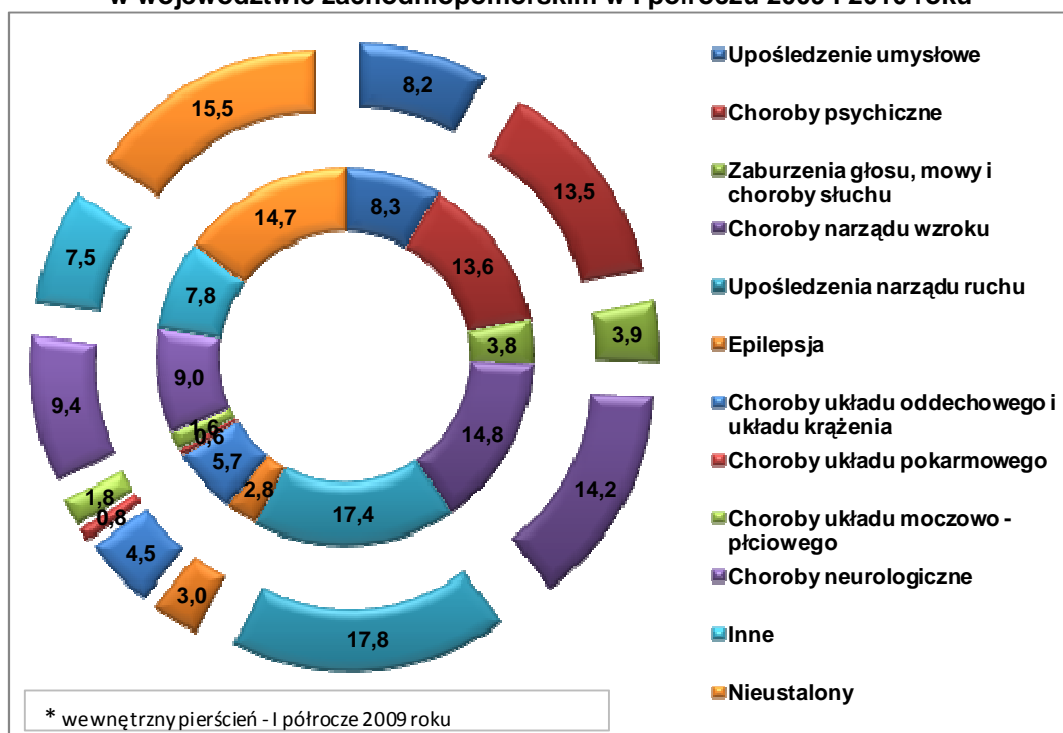 w województwie zachodniopomorskim w I półroczu 2009 i 2010 roku
15,5
8,2
13,5
7,5
14,7
8,3
13,6
7,8
3,8
3,9
9,0
9,4
14,8
14,2
1,6
0,6
5,7
2,8
17,4
1,8
0,8
4,5
3,0
17,8
Upośledzenie umysłowe
Choroby psychiczne
Zaburzenia głosu, mowy i
choroby słuchu
Choroby narządu wzroku
Upośledzenia narządu ruchu
Epilepsja
Choroby układu oddechowego i
układu krążenia
Choroby układu pokarmowego
Choroby układu moczowo -
płciowego
Choroby neurologiczne
Inne
Nieustalony
* wewnętrzny pierścień - I półrocze 2009 roku